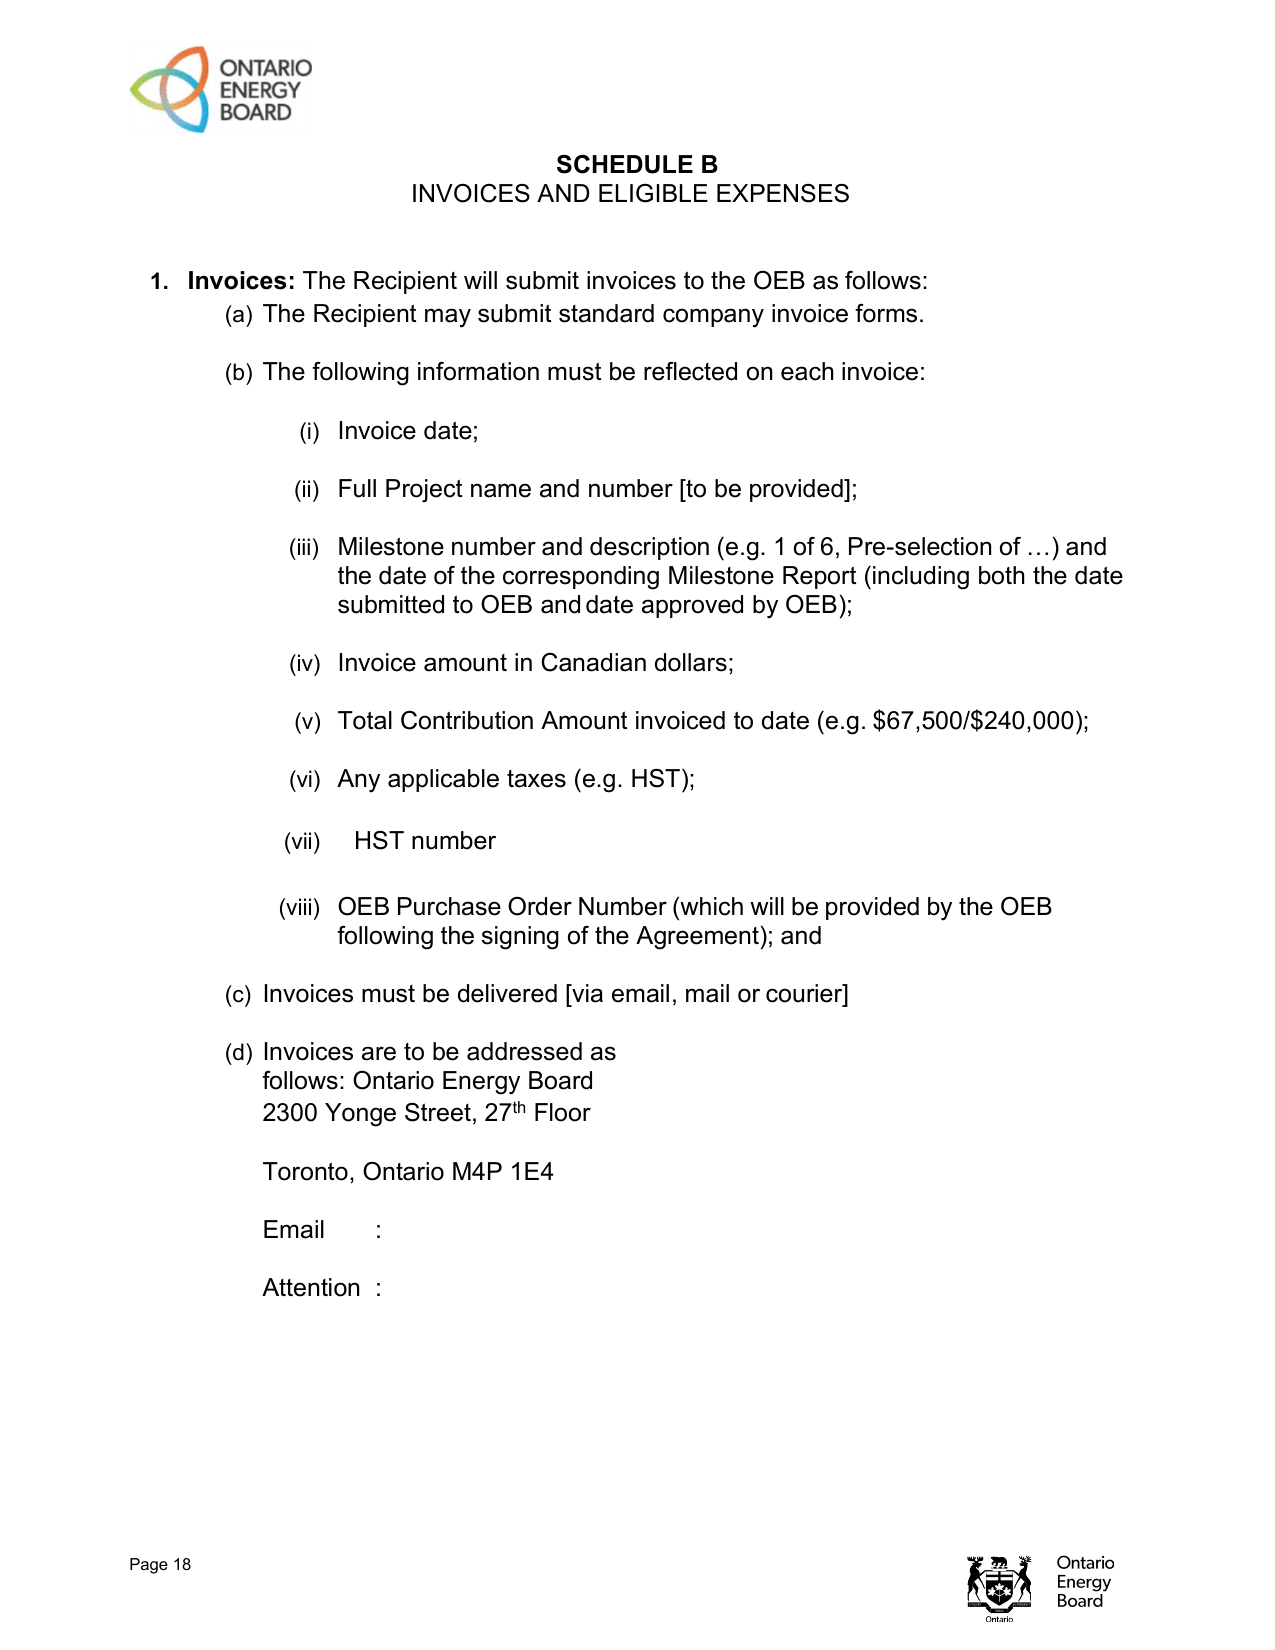 ONTARIO
ENERGY
BOARD
SCHEDULE B
INVOICES AND ELIGIBLE EXPENSES
1. Invoices: The Recipient will submit invoices to the OEB as follows:
(a) The Recipient may submit standard company invoice forms.
(b) The following information must be reflected on each invoice:
(i) Invoice date;
(ii) Full Project name and number [to be provided];
(iii) Milestone number and description (e.g. 1 of 6, Pre-selection of …) and
the date of the corresponding Milestone Report (including both the date
submitted to OEB and date approved by OEB);
(iv) Invoice amount in Canadian dollars;
(v) Total Contribution Amount invoiced to date (e.g. $67,500/$240,000);
(vi) Any applicable taxes (e.g. HST);
(vii) HST number
(viii) OEB Purchase Order Number (which will be provided by the OEB
following the signing of the Agreement); and
(c) Invoices must be delivered [via email, mail or courier]
(d) Invoices are to be addressed as
follows: Ontario Energy Board
2300 Yonge Street, 27th Floor
Toronto, Ontario M4P 1E4
Email :
Attention :
Page 18
Ontario
Ontario
Energy
Board